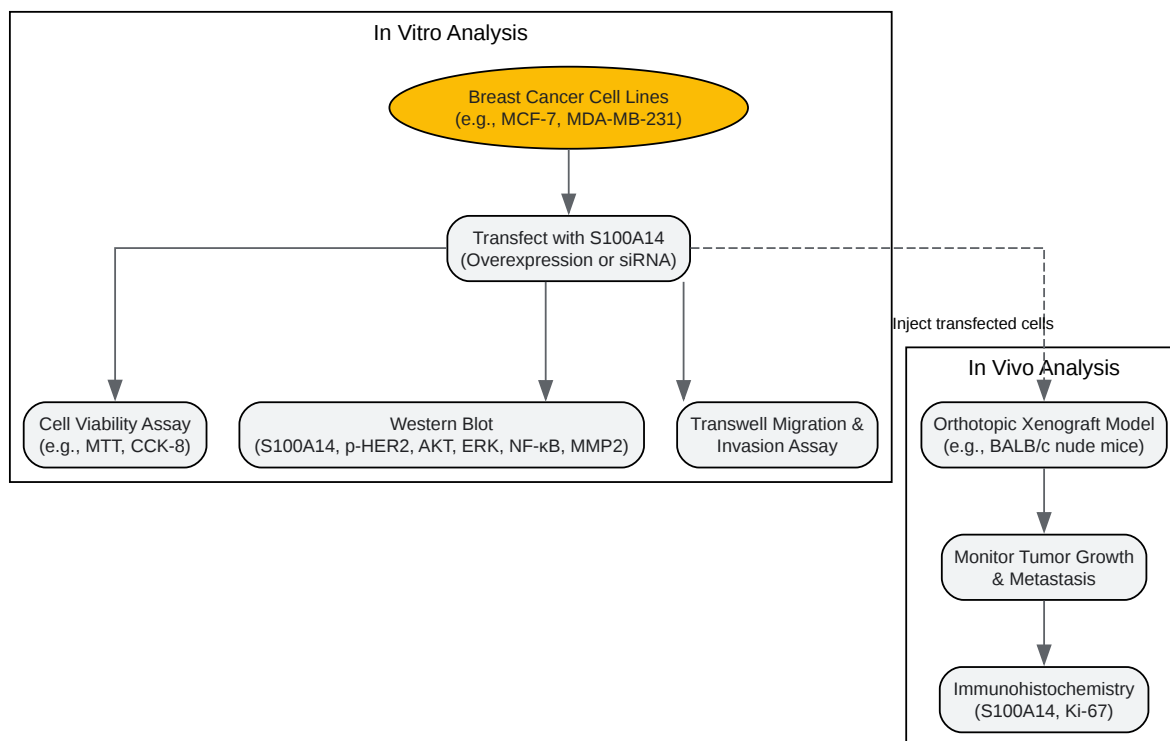 In Vitro Analysis
Breast Cancer Cell Lines
(e.g., MCF-7, MDA-MB-231)
Transfect with S100A14
(Overexpression or siRNA)
Inject transfected cells
Cell Viability Assay
(e.g., MTT, CCK-8)
Western Blot
(S100A14, p-HER2, AKT, ERK, NF-κB, MMP2)
Transwell Migration &
Invasion Assay
In Vivo Analysis
Orthotopic Xenograft Model
(e.g., BALB/c nude mice)
Monitor Tumor Growth
& Metastasis
Immunohistochemistry
(S100A14, Ki-67)